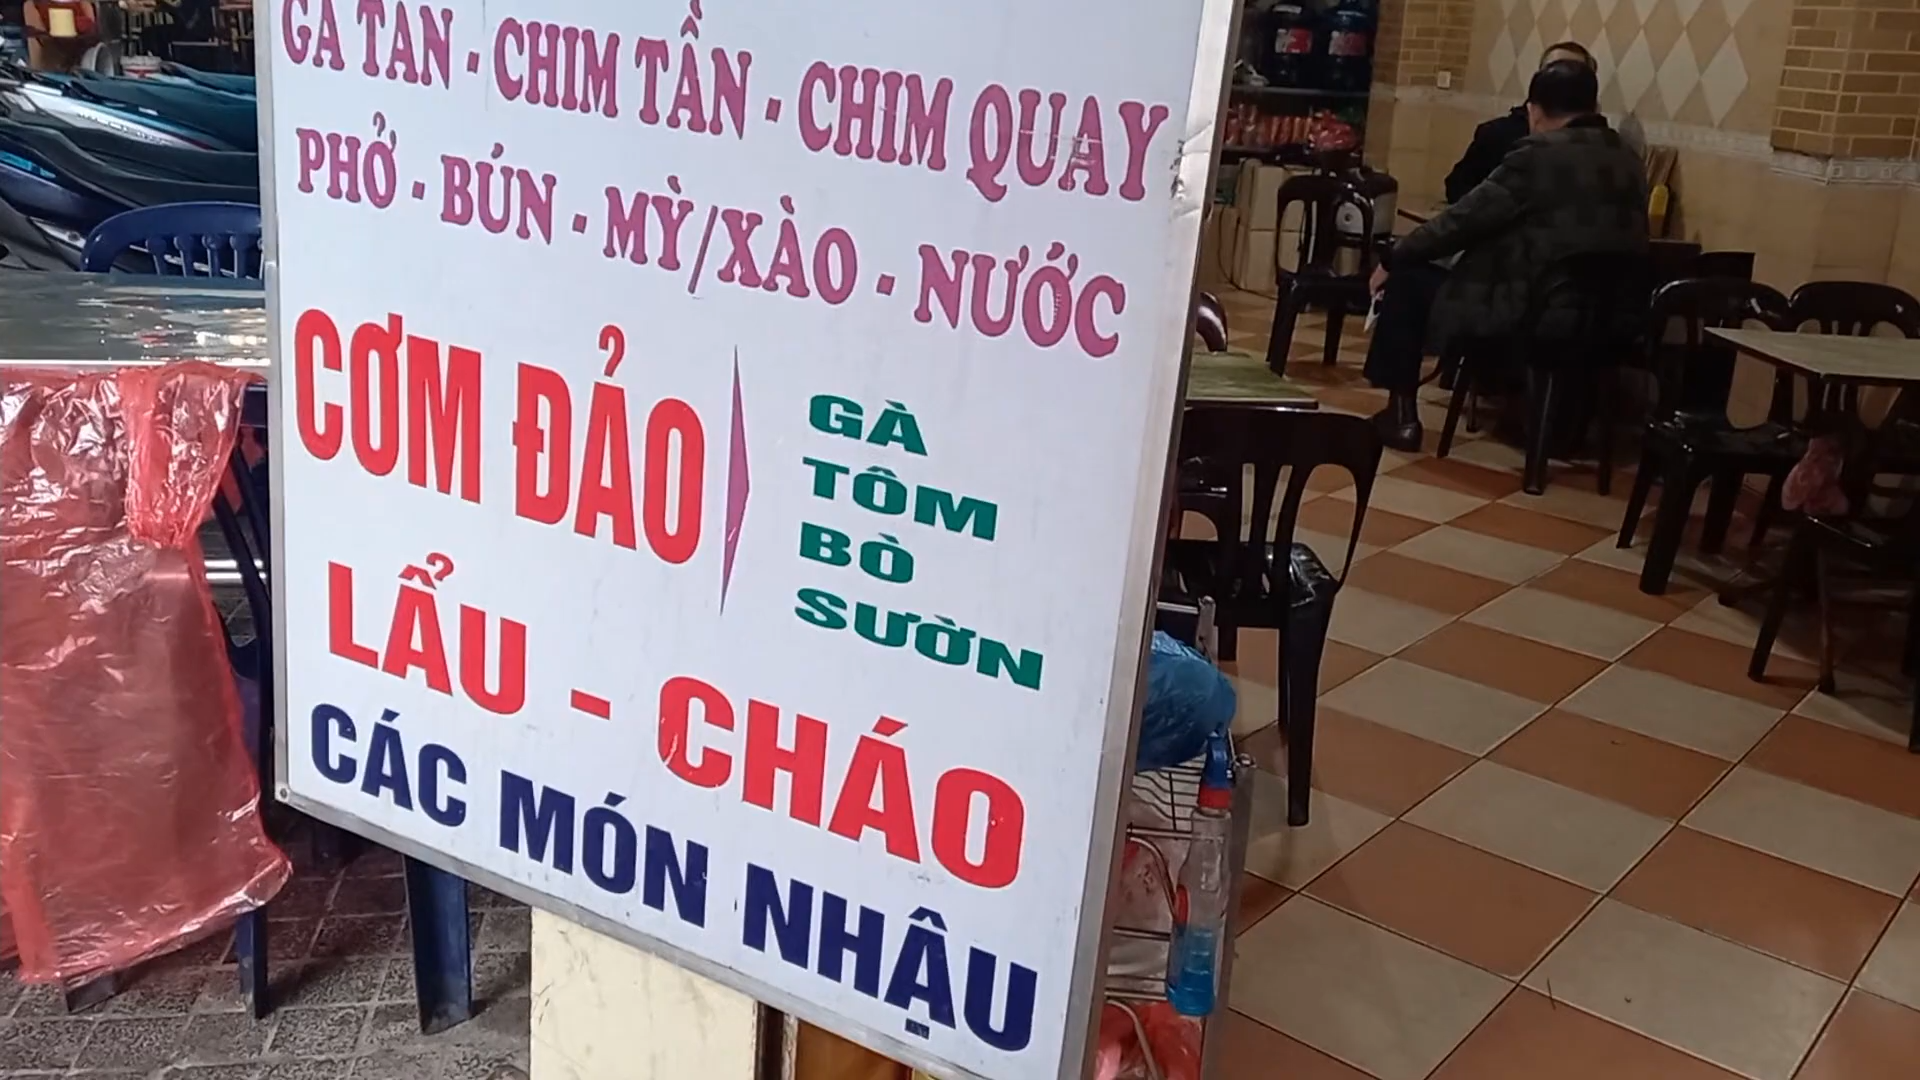 GÀ TẦN - CHIM TẦN - CHIM QUAY
PHỞ - BÚN - MỲ/XÀO - NƯỚC
CƠM ĐẢO
GÀ
TÔM
BÒ
SƯỜN
LẨU - CHÁO
CÁC MÓN NHẬU